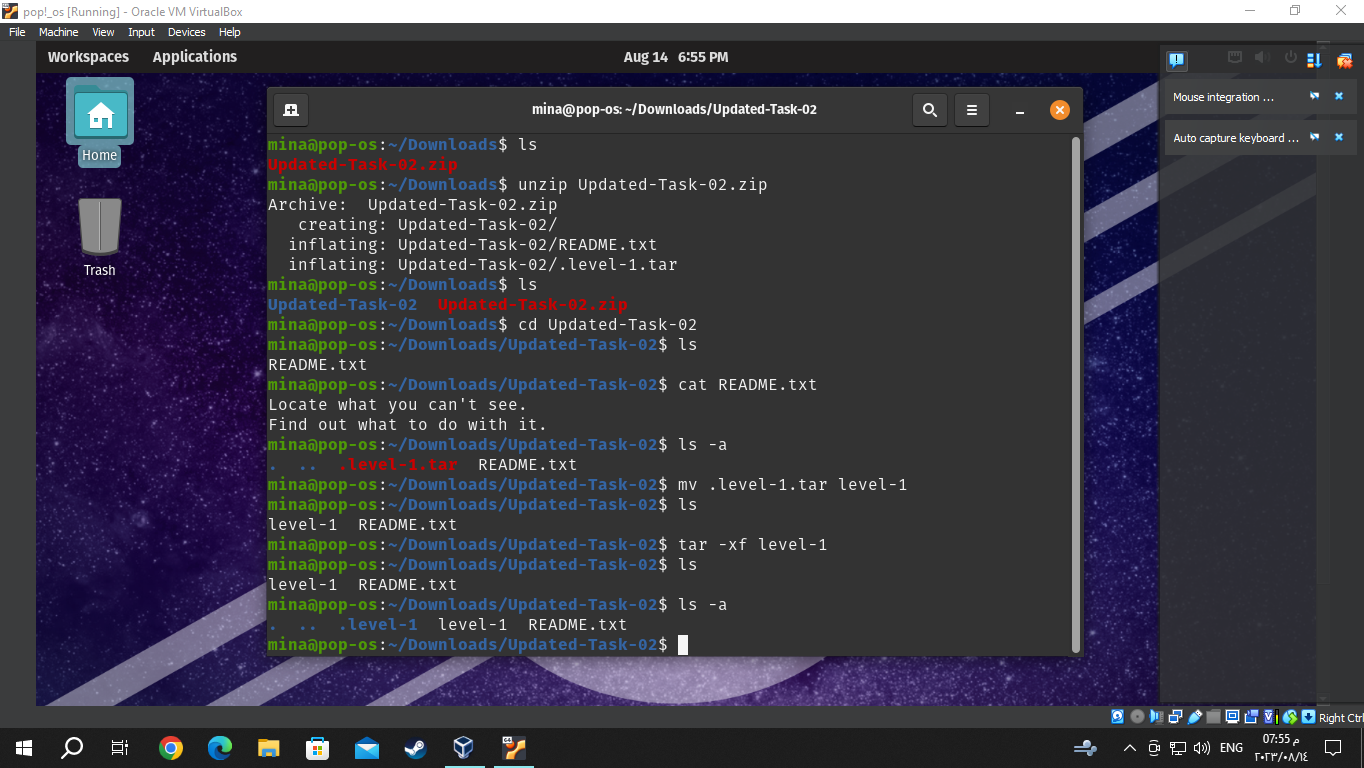 pop!_os [Running] - Oracle VM VirtualBox
File Machine View Input Devices Help
Workspaces Applications Aug 14 6:55 PM
Home
Trash
mina@pop-os: ~/Downloads/Updated-Task-02
mina@pop-os:~/Downloads$ ls
Updated-Task-02.zip
mina@pop-os:~/Downloads$ unzip Updated-Task-02.zip
Archive:  Updated-Task-02.zip
   creating: Updated-Task-02/
  inflating: Updated-Task-02/README.txt
  inflating: Updated-Task-02/.level-1.tar
mina@pop-os:~/Downloads$ ls
Updated-Task-02  Updated-Task-02.zip
mina@pop-os:~/Downloads$ cd Updated-Task-02
mina@pop-os:~/Downloads/Updated-Task-02$ ls
README.txt
mina@pop-os:~/Downloads/Updated-Task-02$ cat README.txt
Locate what you can't see.
Find out what to do with it.
mina@pop-os:~/Downloads/Updated-Task-02$ ls -a
.  ..  .level-1.tar  README.txt
mina@pop-os:~/Downloads/Updated-Task-02$ mv .level-1.tar level-1
mina@pop-os:~/Downloads/Updated-Task-02$ ls
level-1  README.txt
mina@pop-os:~/Downloads/Updated-Task-02$ tar -xf level-1
mina@pop-os:~/Downloads/Updated-Task-02$ ls
level-1  README.txt
mina@pop-os:~/Downloads/Updated-Task-02$ ls -a
.  ..  .level-1  level-1  README.txt
mina@pop-os:~/Downloads/Updated-Task-02$
Mouse integration ...
Auto capture keyboard ...
Right Ctrl
ENG
07:55 م
٢٠٢٣/٠٨/١٤